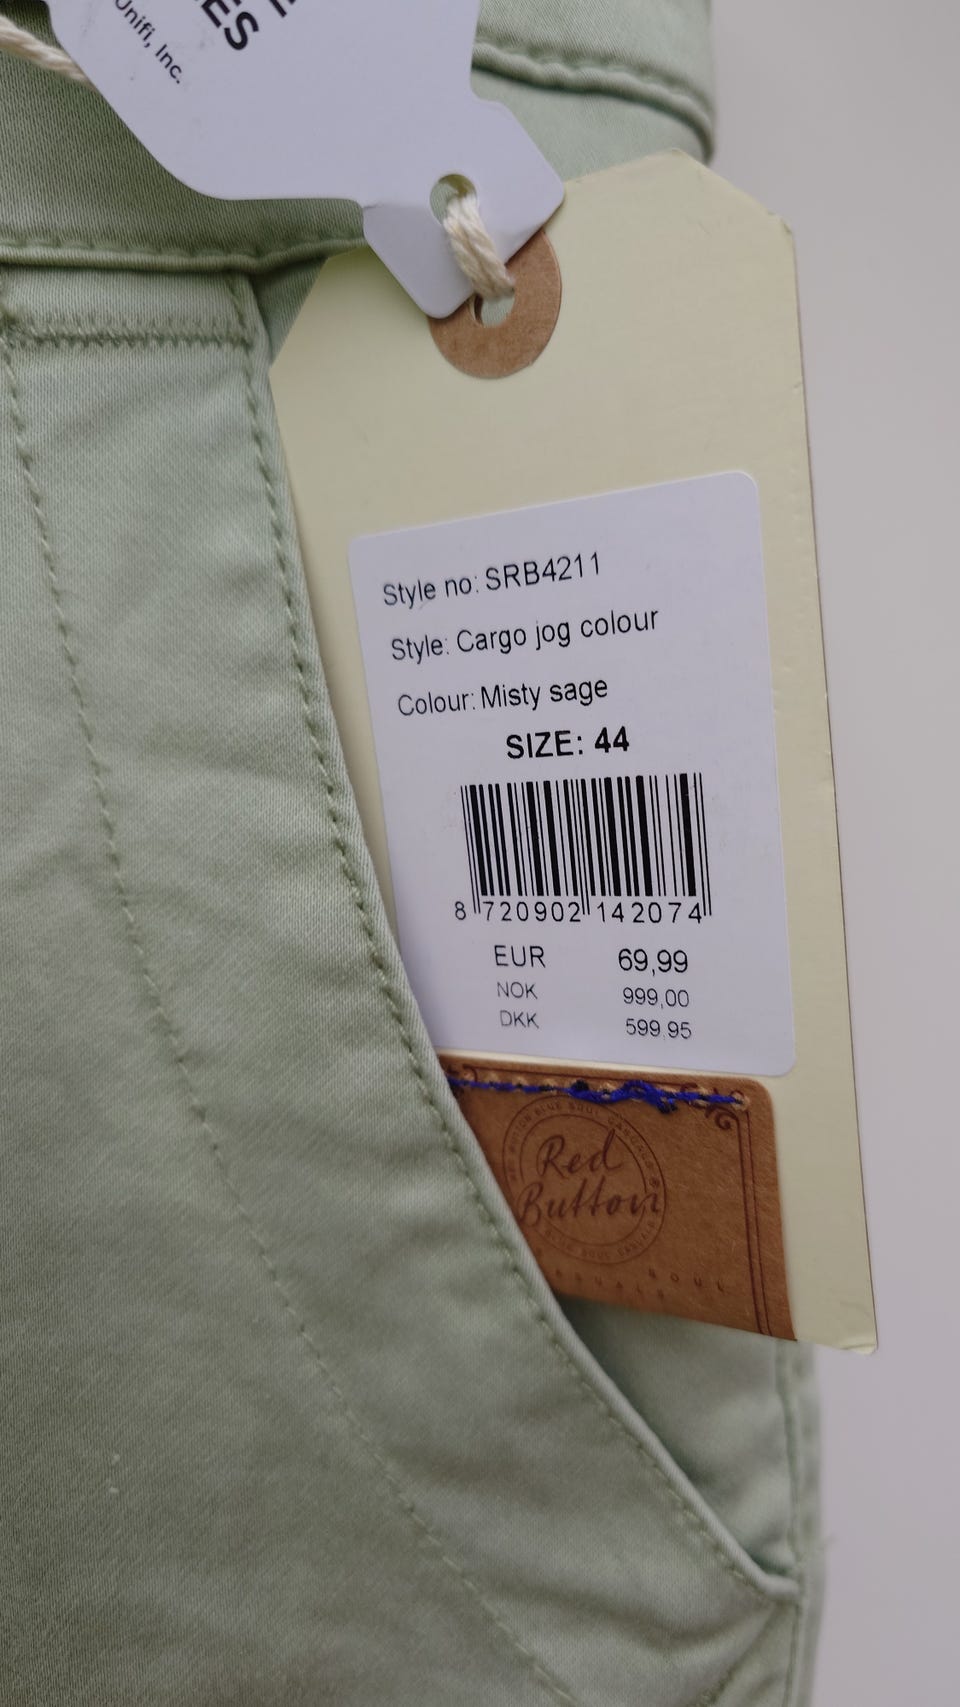 ES
Unifi, Inc.
Style no: SRB4211
Style: Cargo jog colour
Colour: Misty sage
SIZE: 44
8 720902 142074
EUR 69,99
NOK 999,00
DKK 599,95
Red
Button